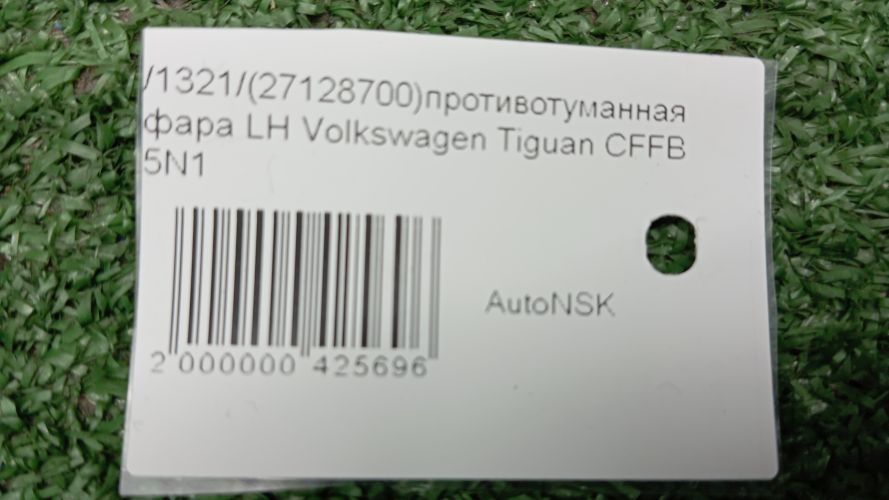 /1321/(27128700)противотуманная
фара LH Volkswagen Tiguan CFFB
5N1
AutoNSK
2 000000 425696